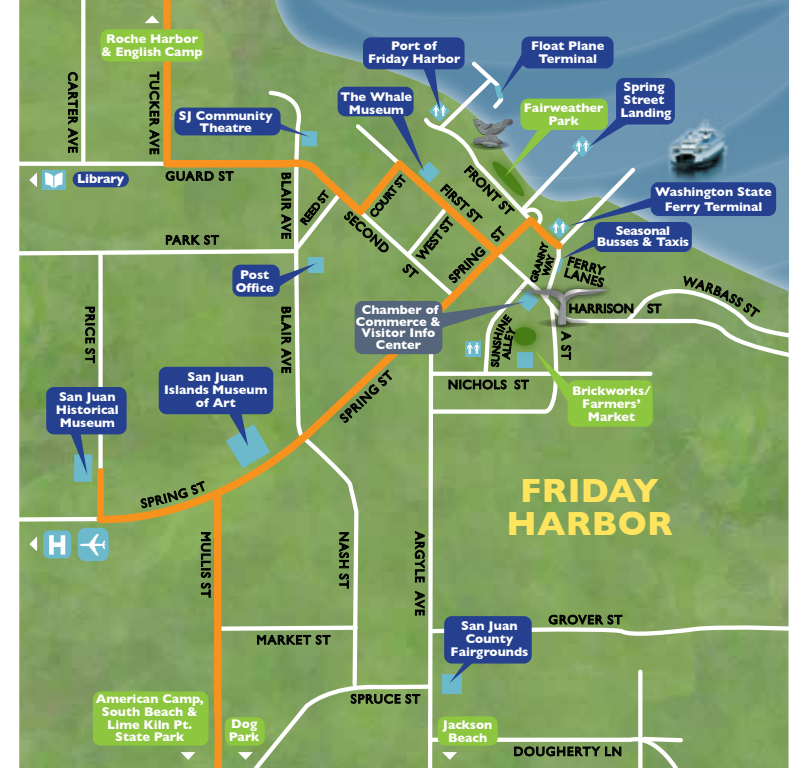 Roche Harbor
& English Camp
CARTER AVE
TUCKER AVE
Port of
Friday Harbor
Float Plane
Terminal
The Whale
Museum
Fairweather
Park
Spring
Street
Landing
SJ Community
Theatre
Library
GUARD ST
BLAIR AVE
REED ST
SECOND
ST
COURT ST
FIRST ST
FRONT ST
WEST ST
SPRING
ST
Washington State
Ferry Terminal
Seasonal
Busses & Taxis
PARK ST
Post
Office
GRANNY
WAY
FERRY
LANES
WARBASS ST
HARRISON
ST
PRICE ST
BLAIR AVE
Chamber of
Commerce &
Visitor Info
Center
SUNSHINE
ALLEY
A ST
NICHOLS ST
Brickworks/
Farmers'
Market
San Juan
Historical
Museum
San Juan
Islands Museum
of Art
SPRING ST
SPRING ST
FRIDAY
HARBOR
H
MULLIS ST
NASH ST
ARGYLE AVE
MARKET ST
GROVER ST
San Juan
County
Fairgrounds
SPRUCE ST
American Camp,
South Beach &
Lime Kiln Pt.
State Park
Dog
Park
Jackson
Beach
DOUGHERTY LN